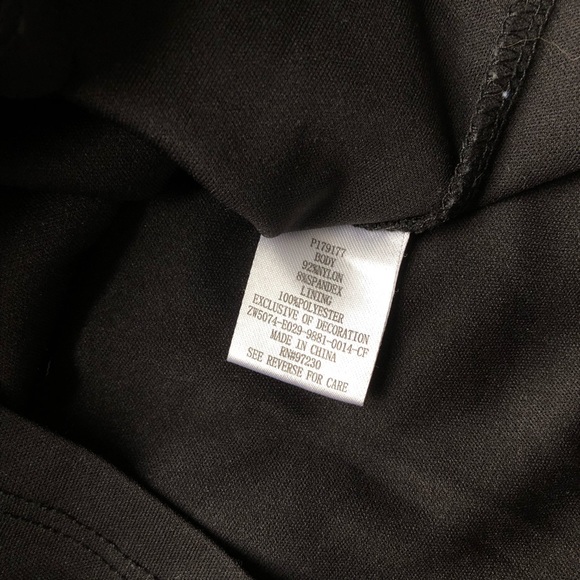 P179177
BODY
92%NYLON
8%SPANDEX
LINING
100%POLYESTER
EXCLUSIVE OF DECORATION
ZW5074-E029-9881-0014-CF
MADE IN CHINA
RN#97230
SEE REVERSE FOR CARE